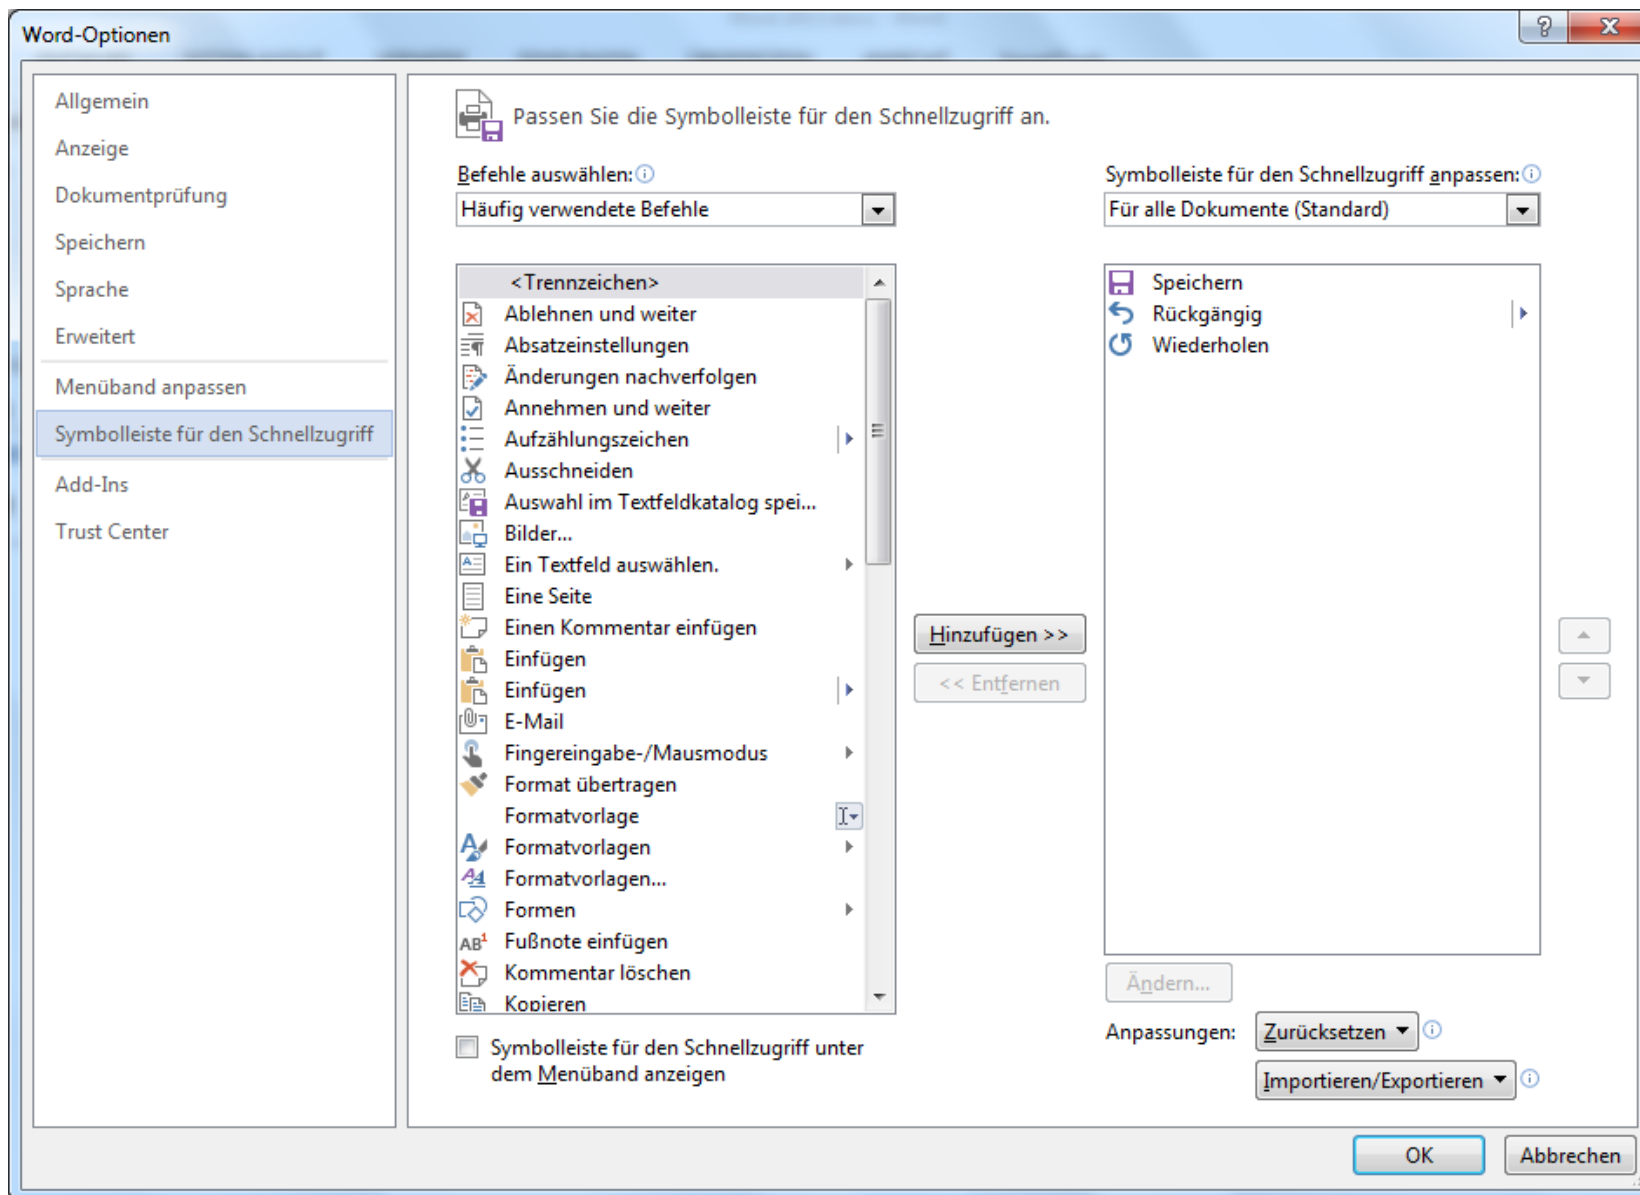 Word-Optionen
Allgemein
Anzeige
Dokumentprüfung
Speichern
Sprache
Erweitert
Menüband anpassen
Symbolleiste für den Schnellzugriff
Add-Ins
Trust Center
Passen Sie die Symbolleiste für den Schnellzugriff an.
Befehle auswählen:
Häufig verwendete Befehle
<Trennzeichen>
Ablehnen und weiter
Absatzeinstellungen
Änderungen nachverfolgen
Annehmen und weiter
Aufzählungszeichen
Ausschneiden
Auswahl im Textfeldkatalog spei...
Bilder...
Ein Textfeld auswählen.
Eine Seite
Einen Kommentar einfügen
Einfügen
Einfügen
E-Mail
Fingereingabe-/Mausmodus
Format übertragen
Formatvorlage
Formatvorlagen
Formatvorlagen...
Formen
AB¹ Fußnote einfügen
Kommentar löschen
Kopieren
Symbolleiste für den Schnellzugriff unter
dem Menüband anzeigen
Hinzufügen >>
<< Entfernen
Symbolleiste für den Schnellzugriff anpassen:
Für alle Dokumente (Standard)
Speichern
Rückgängig
Wiederholen
Ändern...
Anpassungen: Zurücksetzen
Importieren/Exportieren
OK
Abbrechen